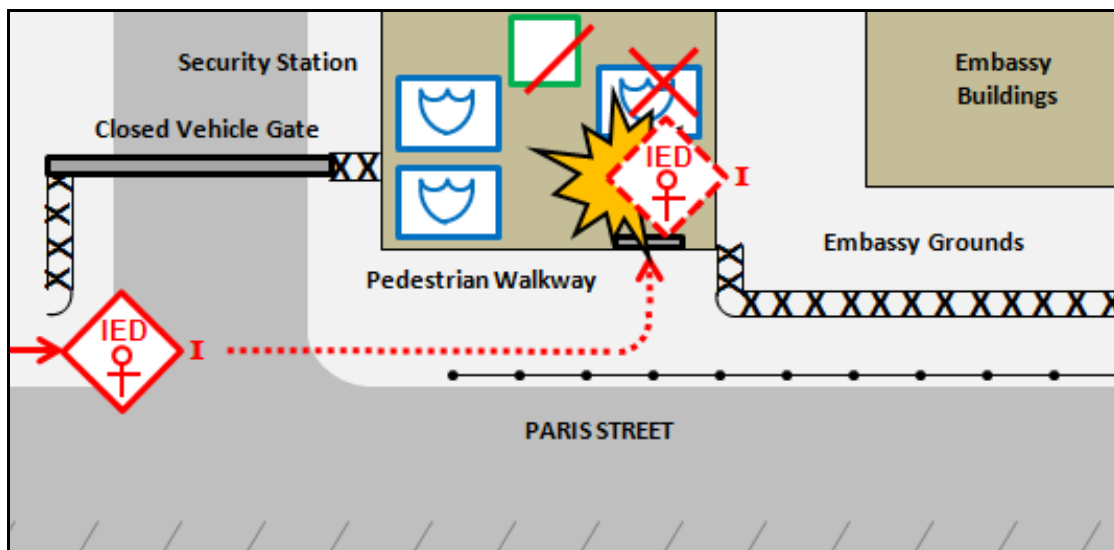 Security Station
Embassy
Buildings
Closed Vehicle Gate
IED
I
Embassy Grounds
Pedestrian Walkway
IED
I
PARIS STREET